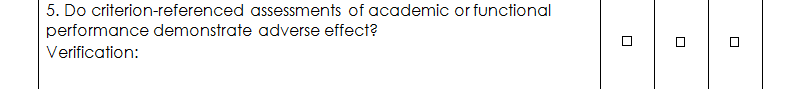 5. Do criterion-referenced assessments of academic or functional
performance demonstrate adverse effect?
Verification: